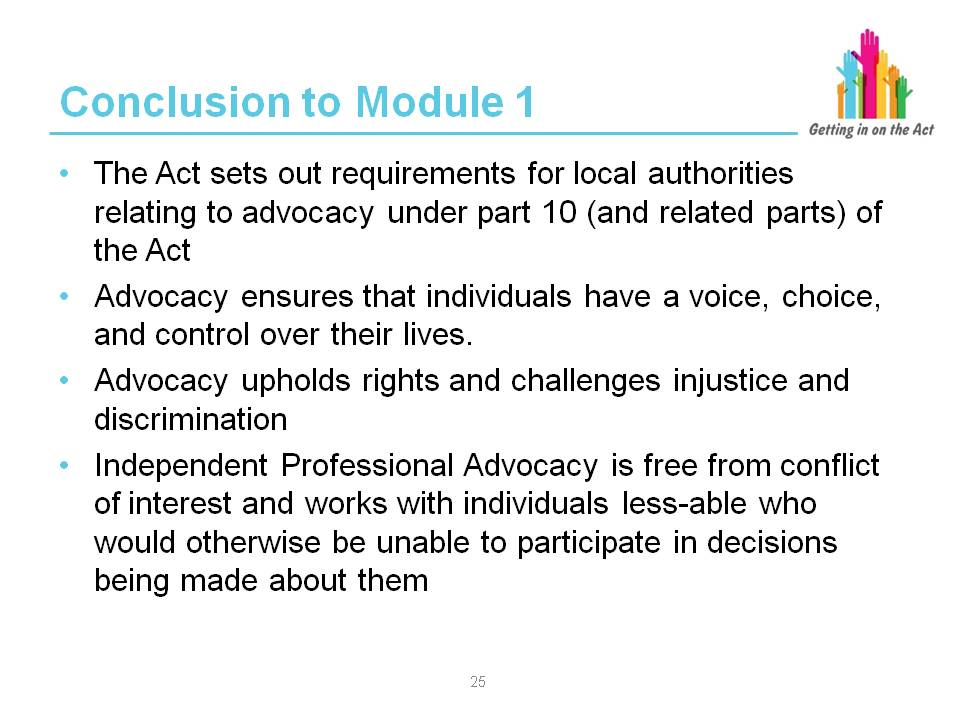 Getting in on the Act
Conclusion to Module 1
• The Act sets out requirements for local authorities
relating to advocacy under part 10 (and related parts) of
the Act
• Advocacy ensures that individuals have a voice, choice,
and control over their lives.
• Advocacy upholds rights and challenges injustice and
discrimination
• Independent Professional Advocacy is free from conflict
of interest and works with individuals less-able who
would otherwise be unable to participate in decisions
being made about them
25